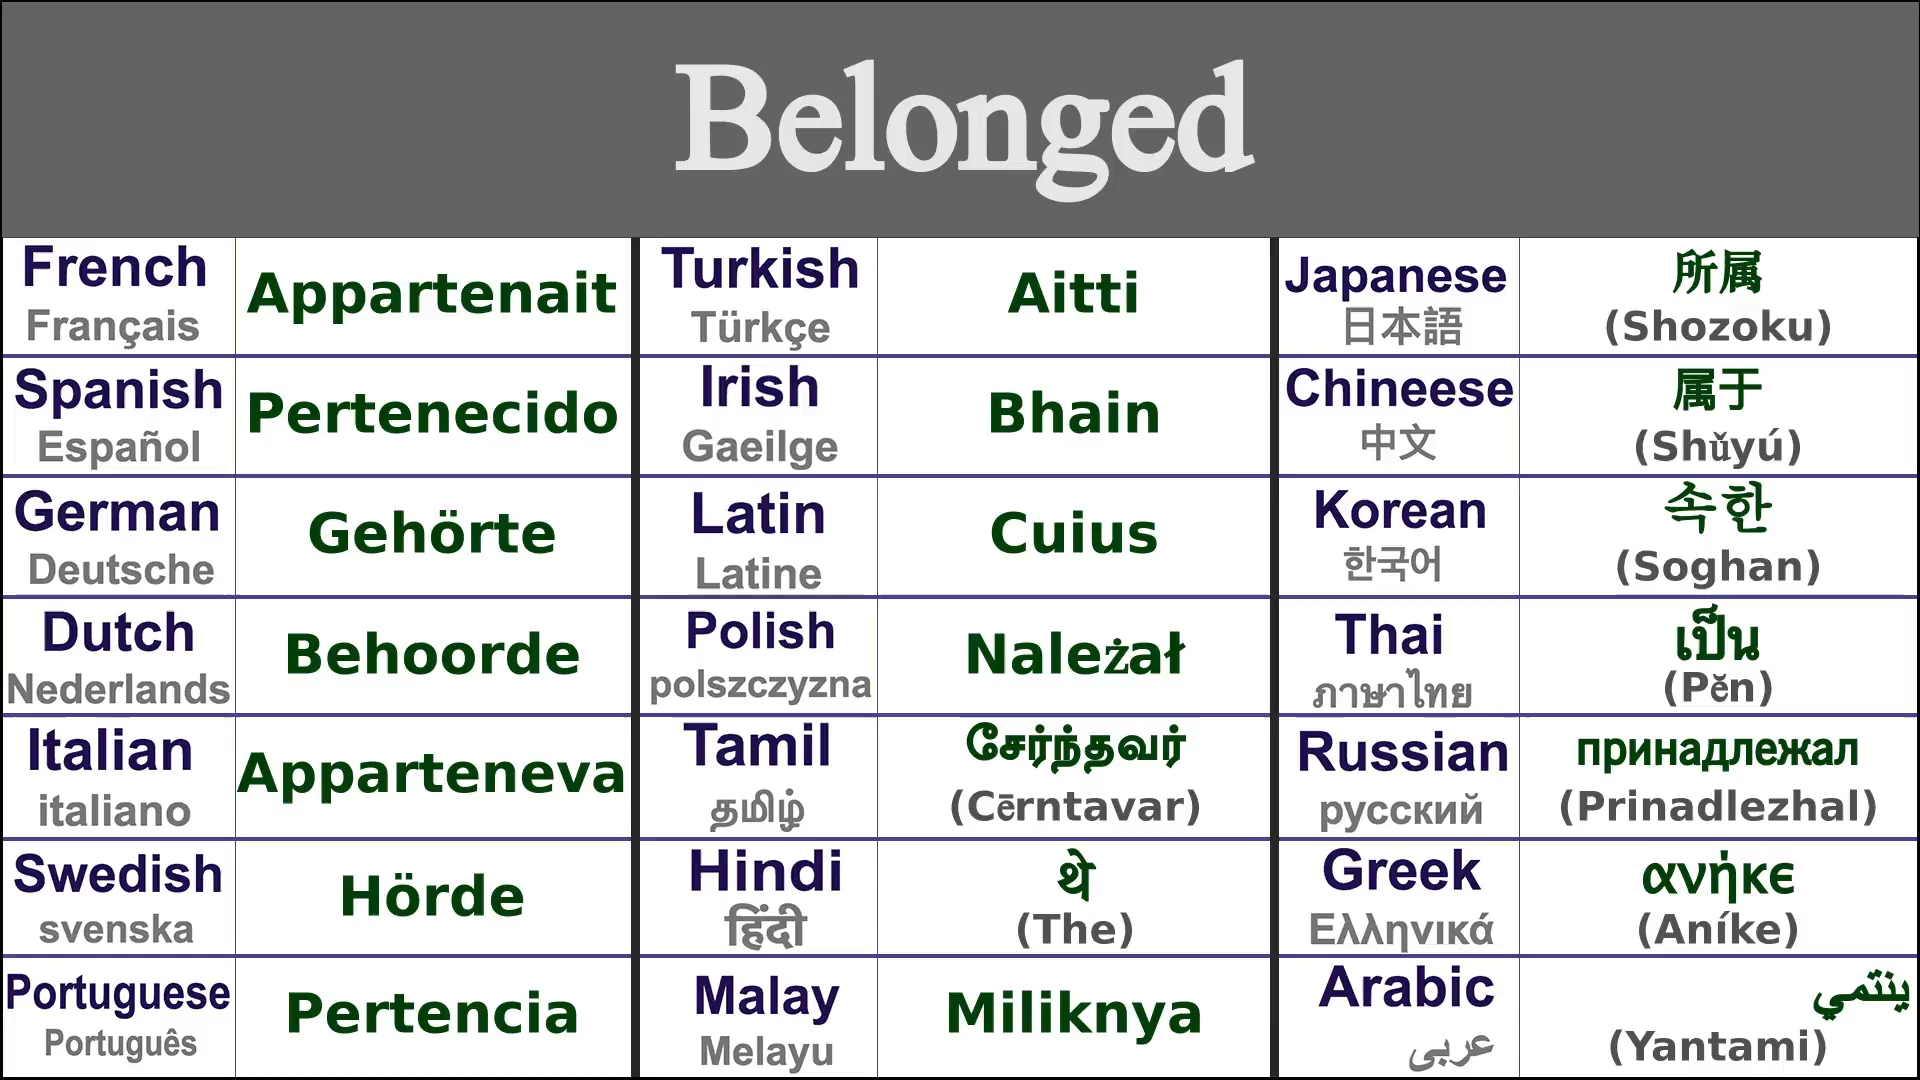 Belonged
French
Français
Appartenait
Turkish
Türkçe
Aitti
Japanese
日本語
所属
(Shozoku)
Spanish
Español
Pertenecido
Irish
Gaeilge
Bhain
Chineese
中文
属于
(Shǔyú)
German
Deutsche
Gehörte
Latin
Latine
Cuius
Korean
한국어
속한
(Soghan)
Dutch
Nederlands
Behoorde
Polish
polszczyzna
Należał
Thai
ภาษาไทย
เป็น
(Pĕn)
Italian
italiano
Apparteneva
Tamil
தமிழ்
சேர்ந்தவர்
(Cērntavar)
Russian
русский
принадлежал
(Prinadlezhal)
Swedish
svenska
Hörde
Hindi
हिंदी
थे
(The)
Greek
Ελληνικά
ανήκε
(Aníke)
Portuguese
Português
Pertencia
Malay
Melayu
Miliknya
Arabic
عربى
ينتمي
(Yantami)